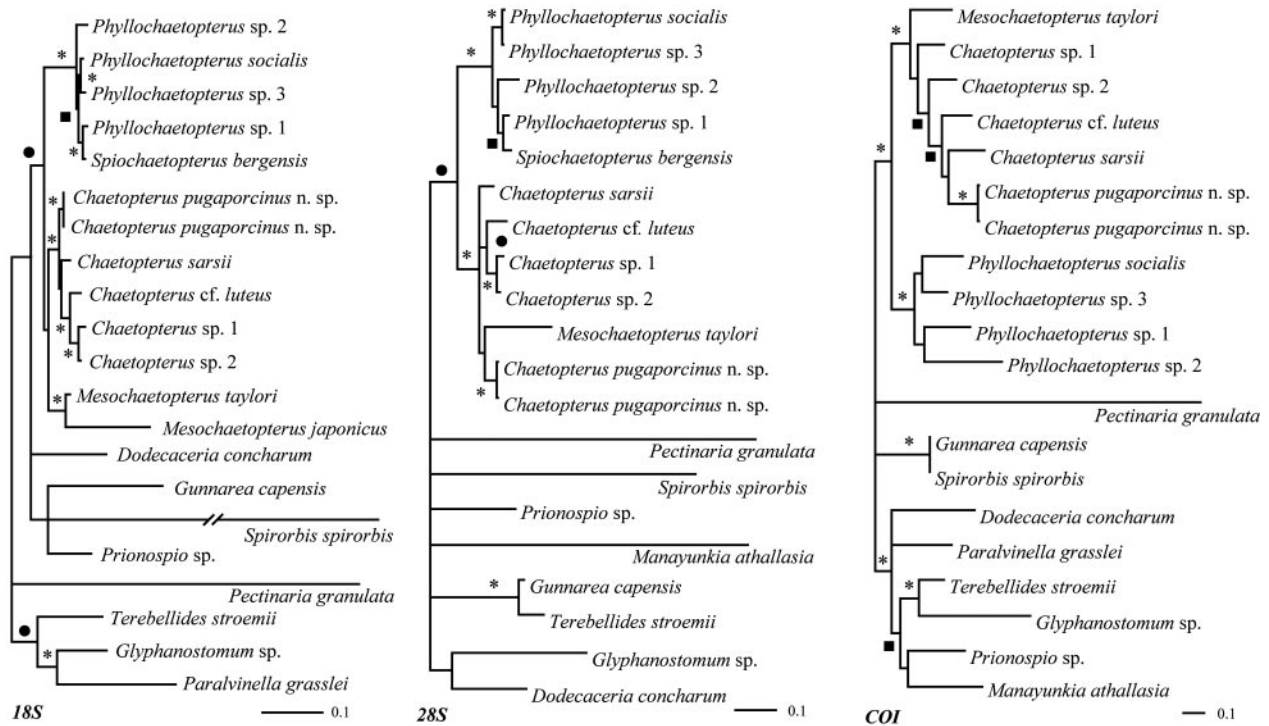 Phyllochaetopterus sp. 2
*
Phyllochaetopterus socialis
*
Phyllochaetopterus sp. 3
Phyllochaetopterus sp. 1
*
Spiochaetopterus bergensis
Chaetopterus pugaporcinus n. sp.
*
Chaetopterus pugaporcinus n. sp.
*
Chaetopterus sarsii
Chaetopterus cf. luteus
*
Chaetopterus sp. 1
*
Chaetopterus sp. 2
Mesochaetopterus taylori
*
Mesochaetopterus japonicus
Dodecaceria concharum
Gunnarea capensis
Spirorbis spirorbis
Prionospio sp.
Pectinaria granulata
Terebellides stroemii
Glyphanostomum sp.
*
Paralvinella grasslei
18S
0.1
Phyllochaetopterus socialis
*
Phyllochaetopterus sp. 3
Phyllochaetopterus sp. 2
Phyllochaetopterus sp. 1
Spiochaetopterus bergensis
Chaetopterus sarsii
Chaetopterus cf. luteus
*
Chaetopterus sp. 1
*
Chaetopterus sp. 2
Mesochaetopterus taylori
Chaetopterus pugaporcinus n. sp.
*
Chaetopterus pugaporcinus n. sp.
Pectinaria granulata
Spirorbis spirorbis
Prionospio sp.
Manayunkia athallasia
*
Gunnarea capensis
Terebellides stroemii
Glyphanostomum sp.
Dodecaceria concharum
28S
0.1
Mesochaetopterus taylori
*
Chaetopterus sp. 1
Chaetopterus sp. 2
Chaetopterus cf. luteus
*
Chaetopterus sarsii
*
Chaetopterus pugaporcinus n. sp.
Chaetopterus pugaporcinus n. sp.
Phyllochaetopterus socialis
*
Phyllochaetopterus sp. 3
Phyllochaetopterus sp. 1
Phyllochaetopterus sp. 2
Pectinaria granulata
*
Gunnarea capensis
Spirorbis spirorbis
Dodecaceria concharum
*
Paralvinella grasslei
*
Terebellides stroemii
Glyphanostomum sp.
Prionospio sp.
Manayunkia athallasia
COI
0.1